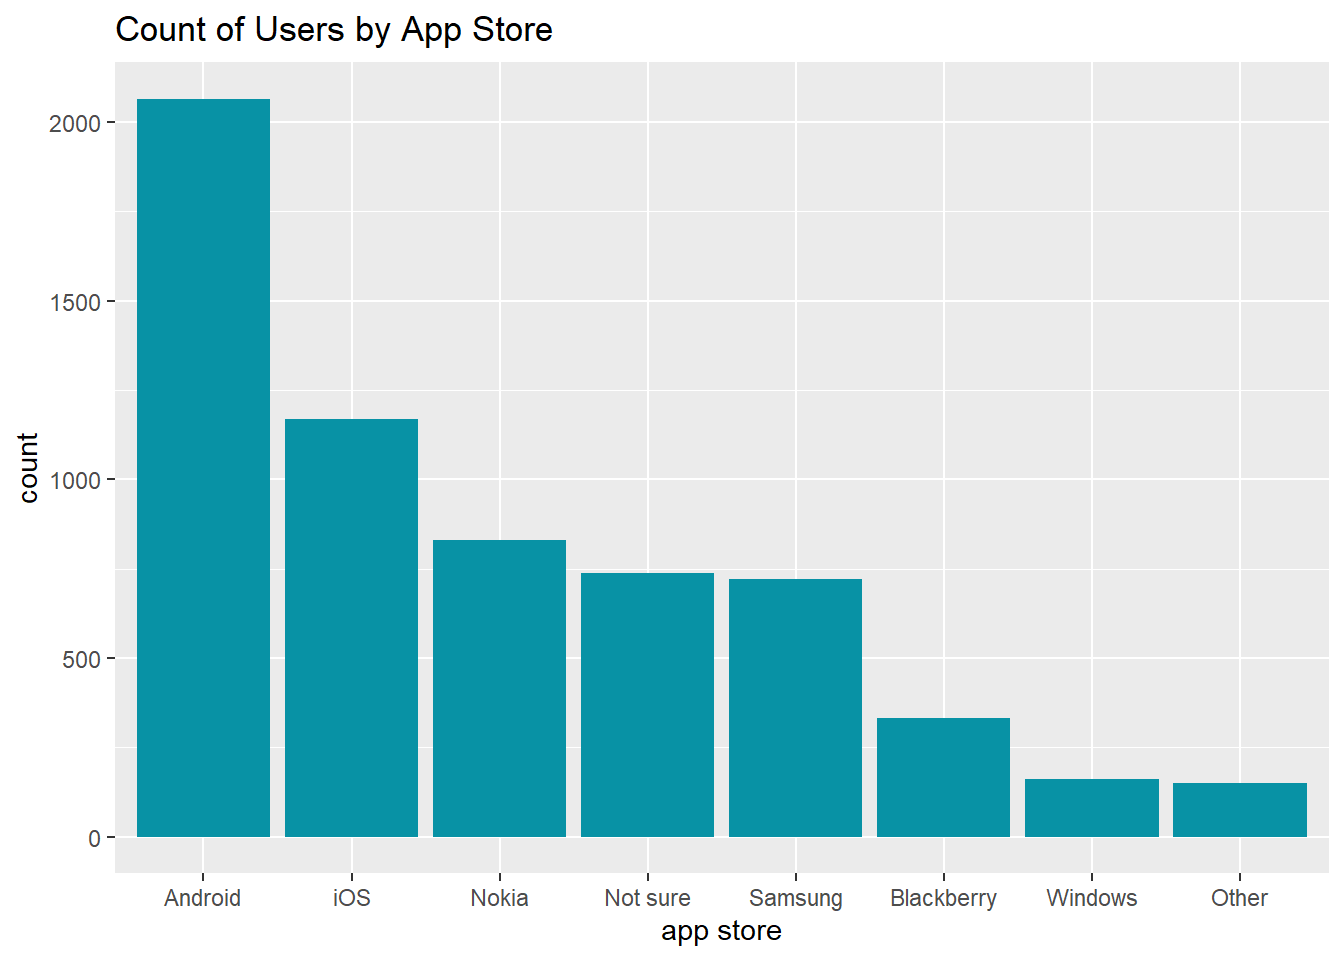 Count of Users by App Store
count
2000
1500
1000
500
0
Android iOS Nokia Not sure Samsung Blackberry Windows Other
app store